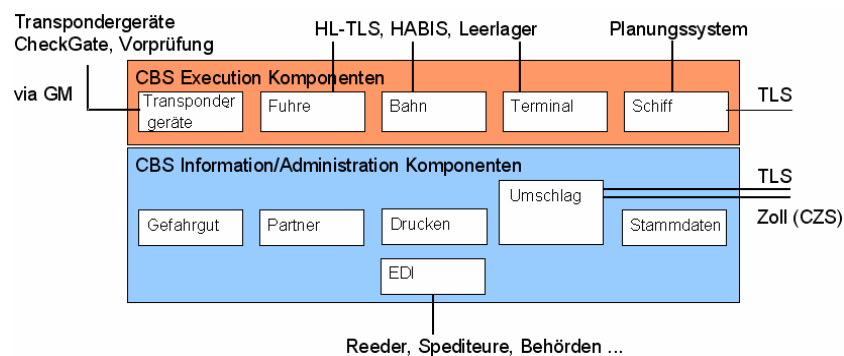 Transpondergeräte
CheckGate, Vorprüfung
HL-TLS, HABIS, Leerlager
Planungssystem
via GM
CBS Execution Komponenten
Transponder
geräte
Fuhre
Bahn
Terminal
Schiff
TLS
CBS Information/Administration Komponenten
Umschlag
TLS
Zoll (CZS)
Gefahrgut
Partner
Drucken
Stammdaten
EDI
Reeder, Spediteure, Behörden ...